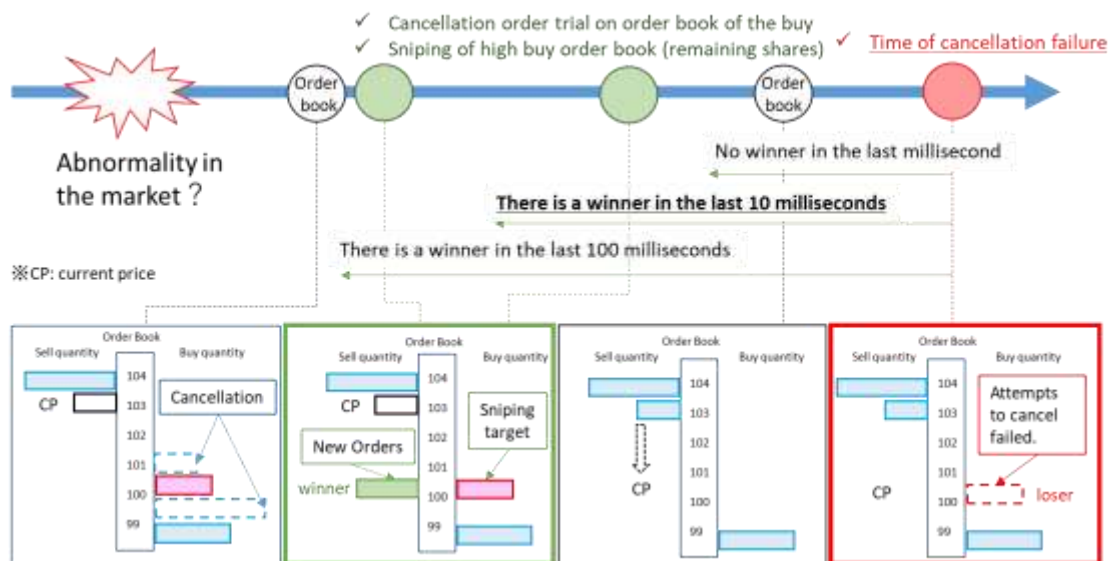 ✓ Cancellation order trial on order book of the buy
✓ Sniping of high buy order book (remaining shares)
✓ Time of cancellation failure
Order
book
Order
book
Abnormality in
the market ?
No winner in the last millisecond
There is a winner in the last 10 milliseconds
There is a winner in the last 100 milliseconds
※CP: current price
Order Book
Sell quantity
Buy quantity
104
103
102
101
100
99
CP
Cancellation
Order Book
Sell quantity
Buy quantity
104
103
102
101
100
99
CP
Sniping
target
New Orders
winner
Order Book
Sell quantity
Buy quantity
104
103
102
101
100
99
CP
Order Book
Sell quantity
Buy quantity
104
103
102
101
100
99
CP
Attempts
to cancel
failed.
loser